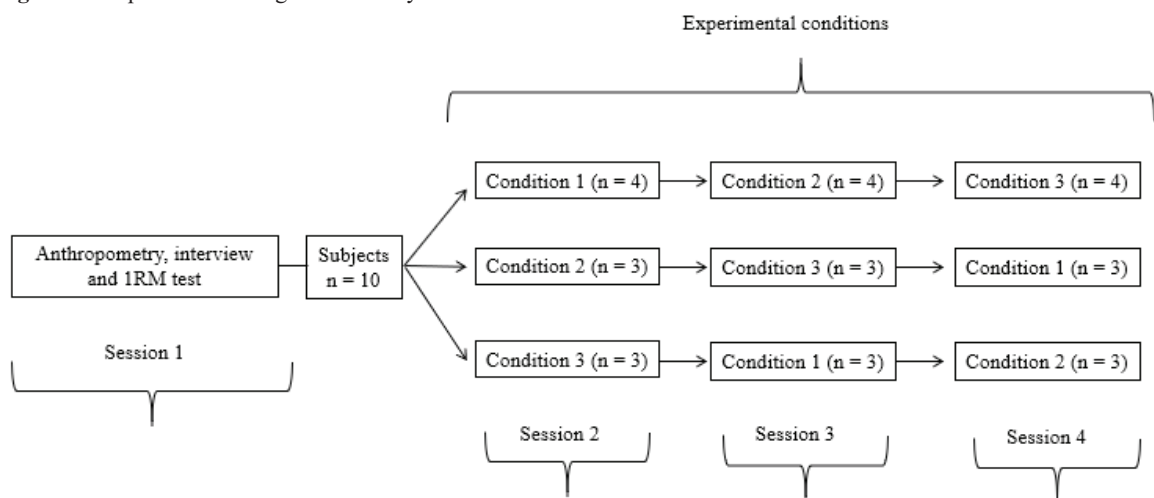 Experimental conditions
Condition 1 (n = 4)
Condition 2 (n = 4)
Condition 3 (n = 4)
Anthropometry, interview
and 1RM test
Subjects
n = 10
Condition 2 (n = 3)
Condition 3 (n = 3)
Condition 1 (n = 3)
Session 1
Condition 3 (n = 3)
Condition 1 (n = 3)
Condition 2 (n = 3)
Session 2
Session 3
Session 4